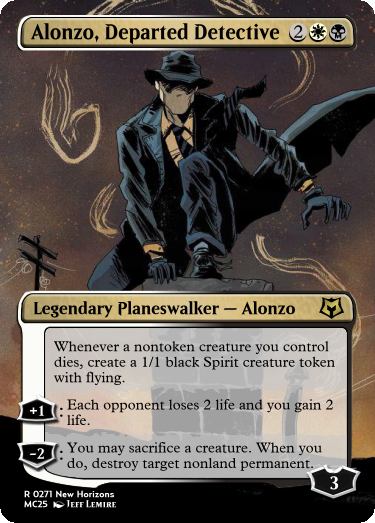 Alonzo, Departed Detective 2
Legendary Planeswalker — Alonzo
Whenever a nontoken creature you control
dies, create a 1/1 black Spirit creature token
with flying.
+1 : Each opponent loses 2 life and you gain 2
life.
-2 : You may sacrifice a creature. When you
do, destroy target nonland permanent.
3
R 0271 New Horizons
MC25 Jeff Lemire